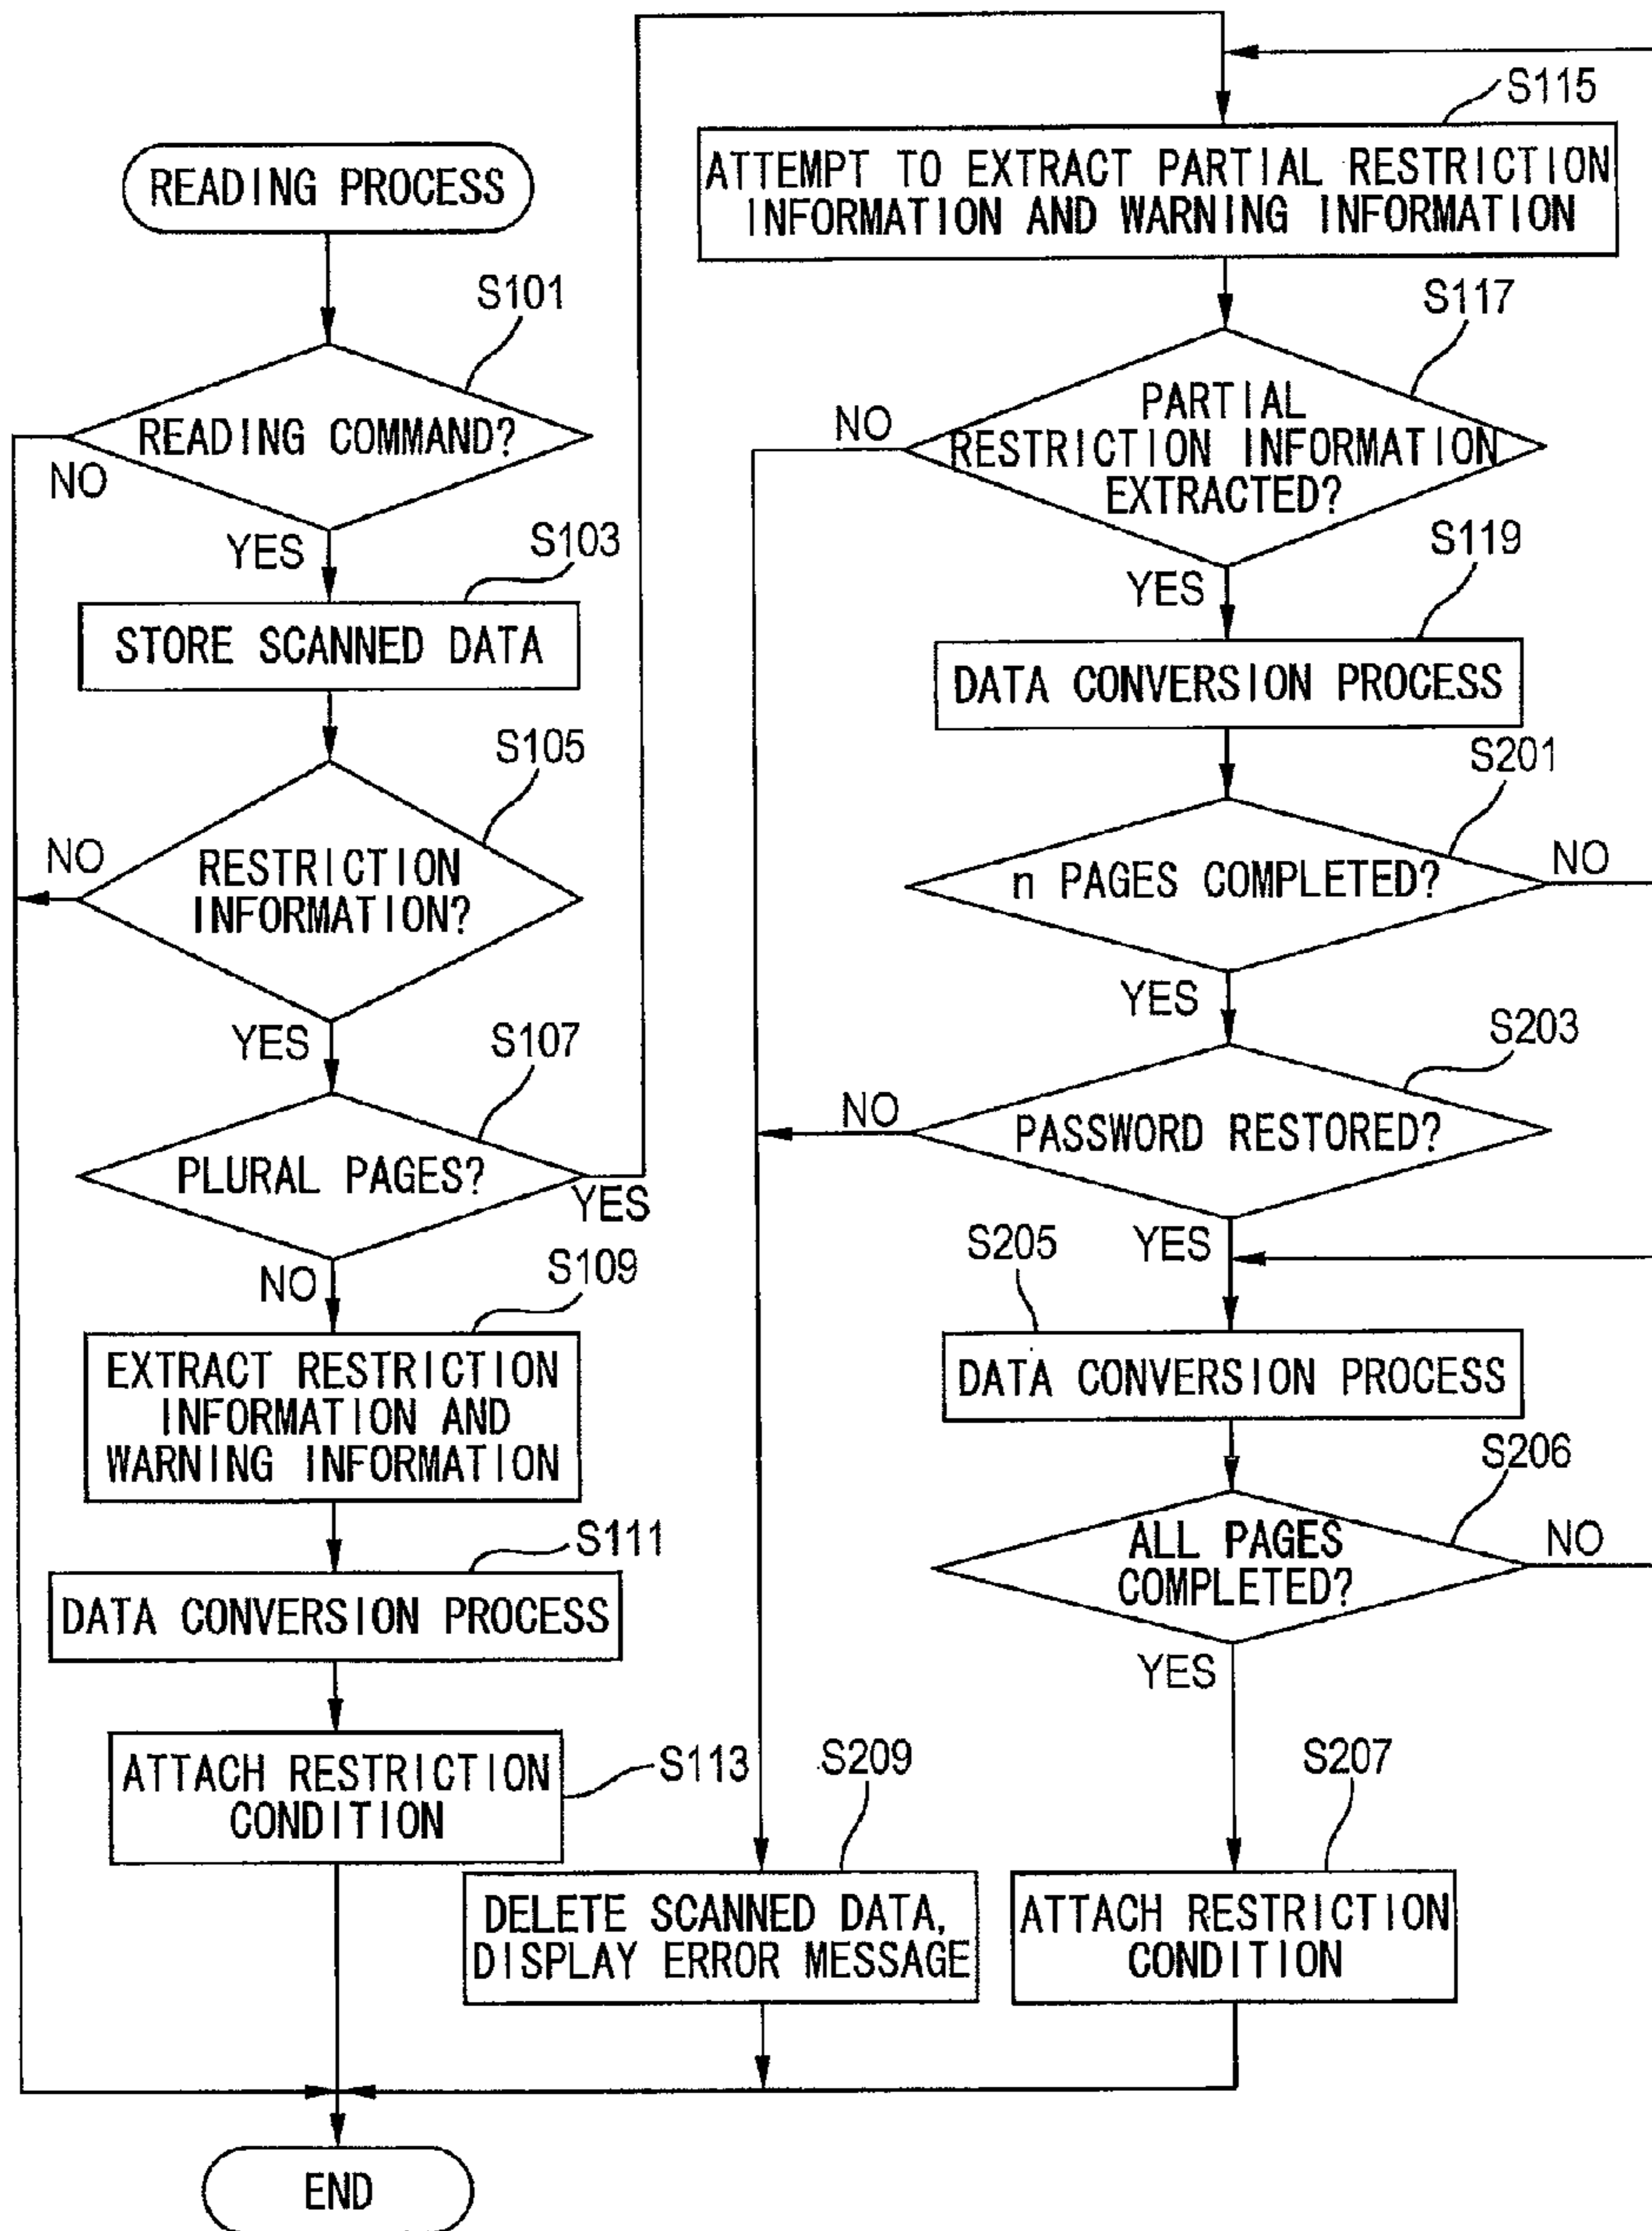 READING PROCESS
S101
READING COMMAND?
NO
YES
S103
STORE SCANNED DATA
S105
NO
RESTRICTION
INFORMATION?
YES
S107
PLURAL PAGES?
YES
NO
S109
EXTRACT RESTRICTION
INFORMATION AND
WARNING INFORMATION
S111
DATA CONVERSION PROCESS
ATTACH RESTRICTION
CONDITION
S113
END
S115
ATTEMPT TO EXTRACT PARTIAL RESTRICTION
INFORMATION AND WARNING INFORMATION
S117
NO
PARTIAL
RESTRICTION INFORMATION
EXTRACTED?
YES
S119
DATA CONVERSION PROCESS
S201
n PAGES COMPLETED?
NO
YES
S203
NO
PASSWORD RESTORED?
YES
S205
DATA CONVERSION PROCESS
S206
ALL PAGES
COMPLETED?
NO
YES
S209
DELETE SCANNED DATA,
DISPLAY ERROR MESSAGE
S207
ATTACH RESTRICTION
CONDITION